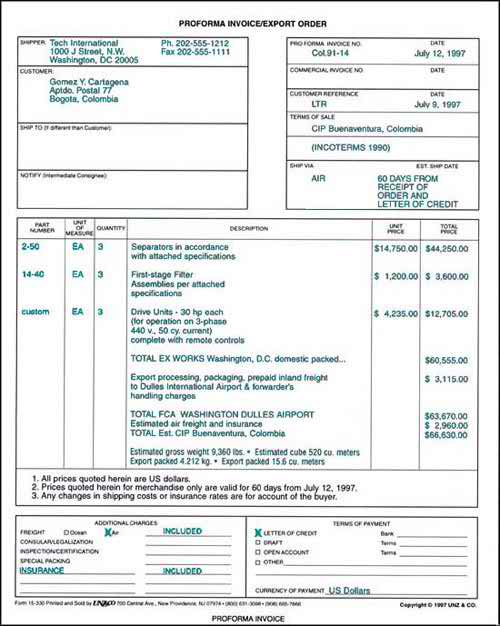 PROFORMA INVOICE/EXPORT ORDER
SHIPPER: Tech International Ph. 202-555-1212
1000 J Street, N.W. Fax 202-555-1111
Washington, DC 20005
CUSTOMER:
Gomez Y. Cartagena
Aptdo. Postal 77
Bogota, Colombia
SHIP TO (If different than Customer)
NOTIFY (Intermediate Consignee)
PRO FORMA INVOICE NO. DATE
Col.91-14 July 12, 1997
COMMERCIAL INVOICE NO. DATE
CUSTOMER REFERENCE DATE
LTR July 9, 1997
TERMS OF SALE
CIP Buenaventura, Colombia
(INCOTERMS 1990)
SHIP VIA EST. SHIP DATE
AIR 60 DAYS FROM
RECEIPT OF
ORDER AND
LETTER OF CREDIT
PART NUMBER UNIT OF MEASURE QUANTITY DESCRIPTION UNIT PRICE TOTAL PRICE
2-50 EA 3 Separators in accordance $14,750.00 $44,250.00
with attached specifications
14-40 EA 3 First-stage Filter $ 1,200.00 $ 3,600.00
Assemblies per attached
specifications
custom EA 3 Drive Units - 30 hp each $ 4,235.00 $12,705.00
(for operation on 3-phase
440 v., 50 cy. current)
complete with remote controls
TOTAL EX WORKS Washington, D.C. domestic packed... $60,555.00
Export processing, packaging, prepaid inland freight $ 3,115.00
to Dulles International Airport & forwarder's
handling charges
TOTAL FCA WASHINGTON DULLES AIRPORT $63,670.00
Estimated air freight and insurance $ 2,960.00
TOTAL Est. CIP Buenaventura, Colombia $66,630.00
Estimated gross weight 9,360 lbs. • Estimated cube 520 cu. meters
Export packed 4.212 kg. • Export packed 15.6 cu. meters
1. All prices quoted herein are US dollars.
2. Prices quoted herein for merchandise only are valid for 60 days from July 12, 1997.
3. Any changes in shipping costs or insurance rates are for account of the buyer.
ADDITIONAL CHARGES
FREIGHT Ocean X Air INCLUDED
CONSULAR/LEGALIZATION
INSPECTION/CERTIFICATION
SPECIAL PACKING
INSURANCE INCLUDED
TERMS OF PAYMENT
X LETTER OF CREDIT Bank
DRAFT Terms
OPEN ACCOUNT Terms
OTHER
CURRENCY OF PAYMENT US Dollars
Form 15-330 Printed and Sold by UNZ&CO 700 Central Ave., New Providence, NJ 07974 • (800) 631-3098 • (908) 665-7866 Copyright © 1997 UNZ & CO.
PROFORMA INVOICE